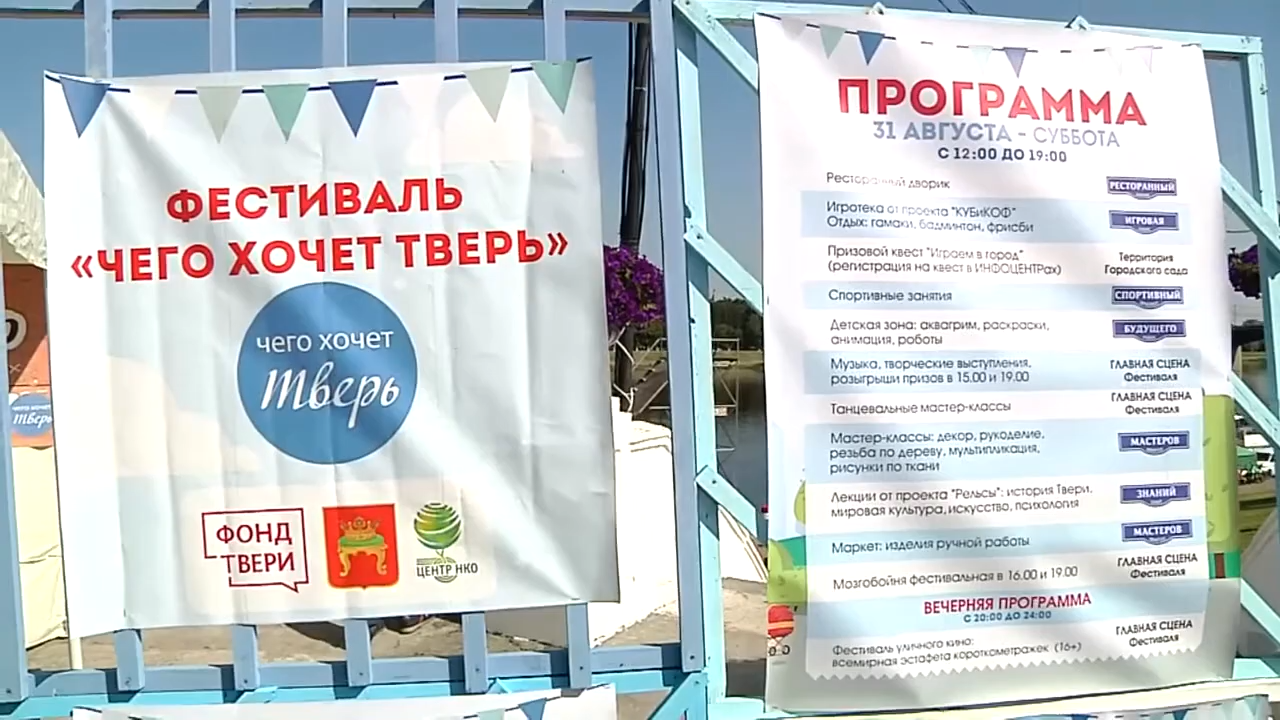 ФЕСТИВАЛЬ
«ЧЕГО ХОЧЕТ ТВЕРЬ»
чего хочет
Тверь
ФОНД
ТВЕРИ
ЦЕНТР НКО
чего хочет
Тверь
ПРОГРАММА
31 АВГУСТА - СУББОТА
С 12:00 ДО 19:00
Ресторанный дворик
РЕСТОРАННЫЙ
Игротека от проекта "КУБиКОФ"
Отдых: гамаки, бадминтон, фрисби
ИГРОВАЯ
Призовой квест "Играем в город"
(регистрация на квест в ИНФОЦЕНТРах)
Территория
Городского сада
Спортивные занятия
СПОРТИВНЫЙ
Детская зона: аквагрим, раскраски,
анимация, роботы
БУДУЩЕГО
Музыка, творческие выступления,
розыгрыши призов в 15.00 и 19.00
ГЛАВНАЯ СЦЕНА
Фестиваля
Танцевальные мастер-классы
ГЛАВНАЯ СЦЕНА
Фестиваля
Мастер-классы: декор, рукоделие,
резьба по дереву, мультипликация,
рисунки по ткани
МАСТЕРОВ
Лекции от проекта "Рельсы": история Твери,
мировая культура, искусство, психология
ЗНАНИЙ
Маркет: изделия ручной работы
МАСТЕРОВ
Мозгобойня фестивальная в 16.00 и 19.00
ГЛАВНАЯ СЦЕНА
Фестиваля
ВЕЧЕРНЯЯ ПРОГРАММА
С 20:00 ДО 24:00
Фестиваль уличного кино:
всемирная эстафета короткометражек (16+)
ГЛАВНАЯ СЦЕНА
Фестиваля